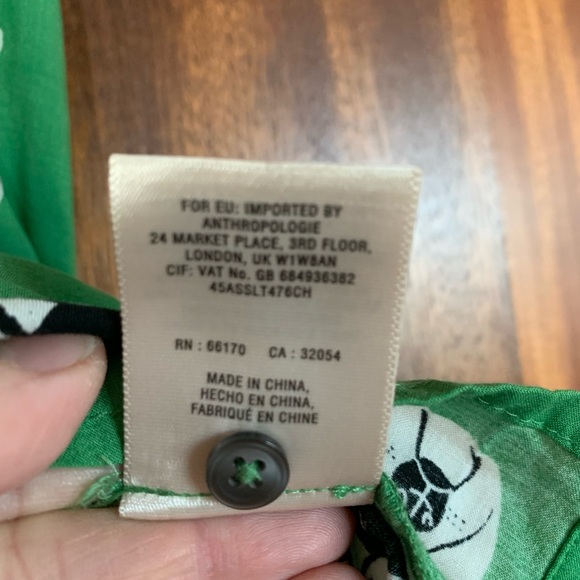 FOR EU: IMPORTED BY
ANTHROPOLOGIE
24 MARKET PLACE, 3RD FLOOR,
LONDON, UK W1W8AN
CIF: VAT No. GB 684936382
45ASSLT476CH
RN : 66170 CA : 32054
MADE IN CHINA,
HECHO EN CHINA,
FABRIQUÉ EN CHINE